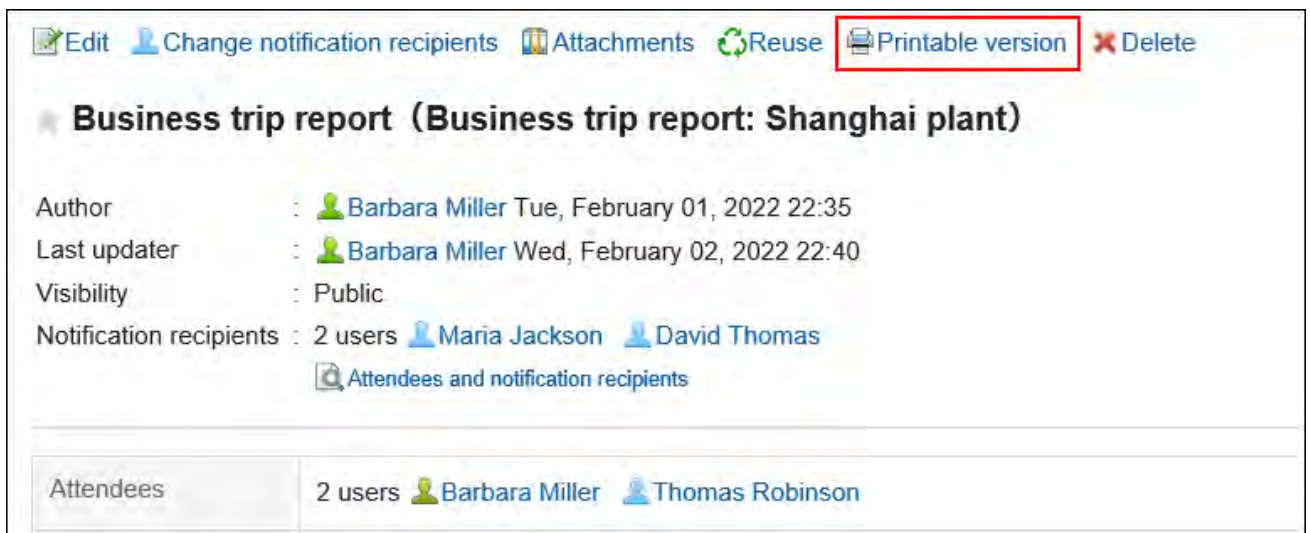 Edit Change notification recipients Attachments Reuse Printable version Delete
Business trip report（Business trip report: Shanghai plant）
Author : Barbara Miller Tue, February 01, 2022 22:35
Last updater : Barbara Miller Wed, February 02, 2022 22:40
Visibility : Public
Notification recipients : 2 users Maria Jackson David Thomas
Attendees and notification recipients
Attendees 2 users Barbara Miller Thomas Robinson